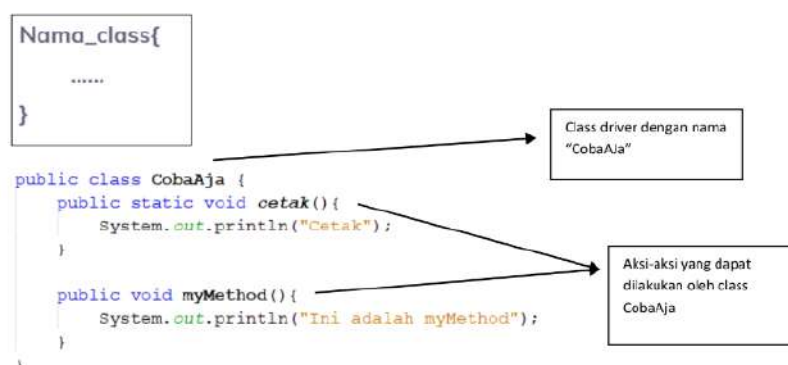 Nama_class{
......
}
Class driver dengan nama
“CobaAJa”
public class CobaAja {
public static void cetak(){
System.out.println("Cetak");
}
Aksi-aksi yang dapat
dilakukan oleh class
CobaAja
public void myMethod(){
System.out.println("Ini adalah myMethod");
}
}